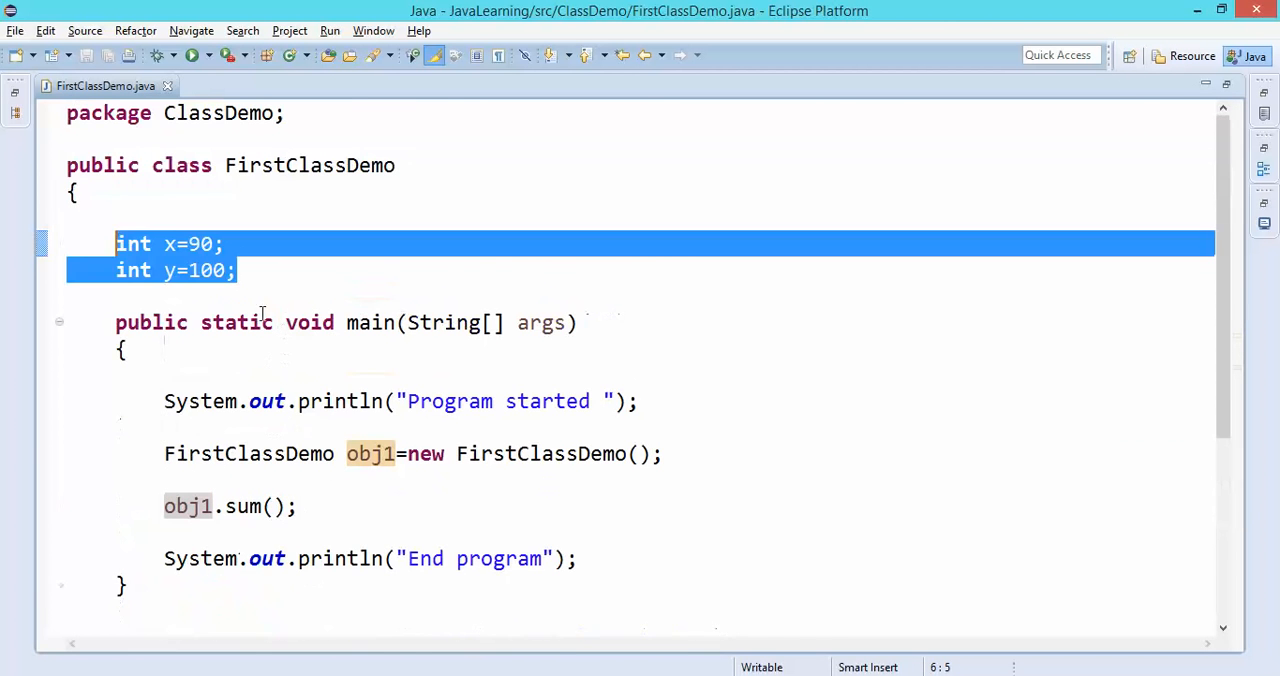 Java - JavaLearning/src/ClassDemo/FirstClassDemo.java - Eclipse Platform
File Edit Source Refactor Navigate Search Project Run Window Help
Quick Access Resource Java
FirstClassDemo.java
package ClassDemo;
public class FirstClassDemo
{
int x=90;
int y=100;
public static void main(String[] args)
{
System.out.println("Program started ");
FirstClassDemo obj1=new FirstClassDemo();
obj1.sum();
System.out.println("End program");
}
Writable Smart Insert 6 : 5